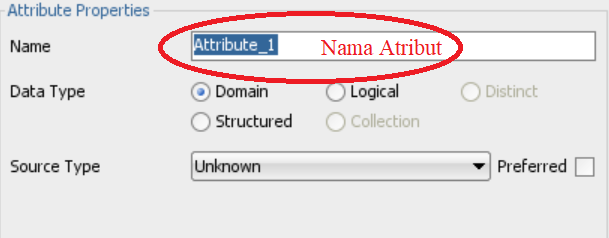 Attribute Properties
Name Attribute_1 Nama Atribut
Data Type Domain Logical Distinct
Structured Collection
Source Type Unknown Preferred